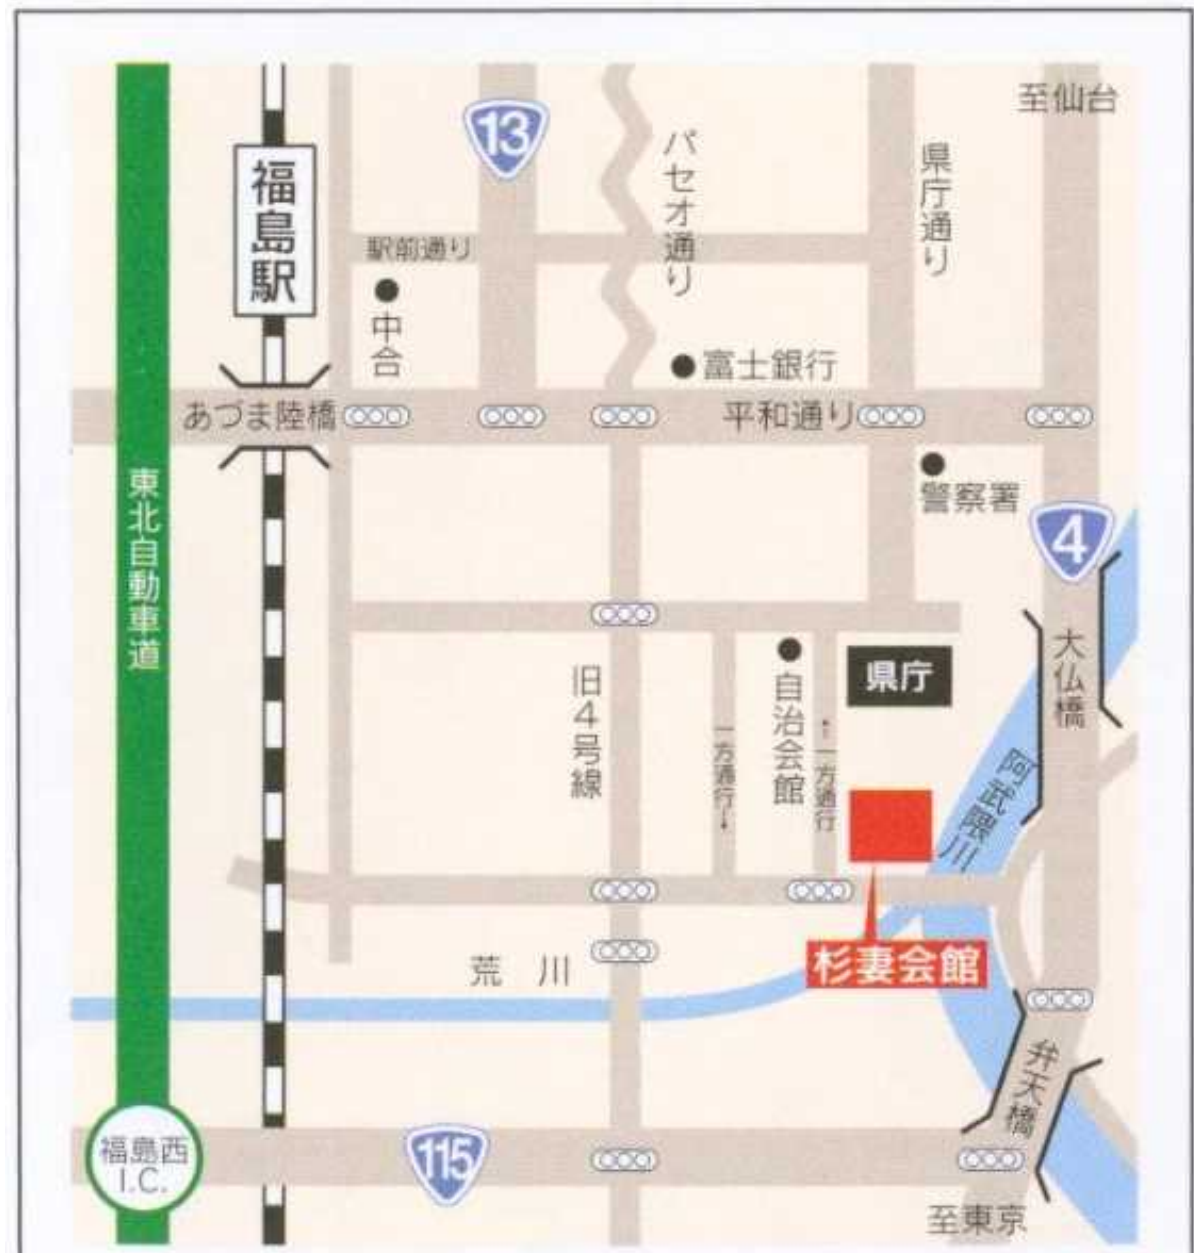 至仙台
13
パセオ通り
県庁通り
福島駅
駅前通り
中合
富士銀行
あづま陸橋
平和通り
警察署
東北自動車道
4
大仏橋
県庁
自治会館
旧4号線
一方通行→
←一方通行
阿武隈川
杉妻会館
荒川
弁天橋
福島西
I.C.
115
至東京